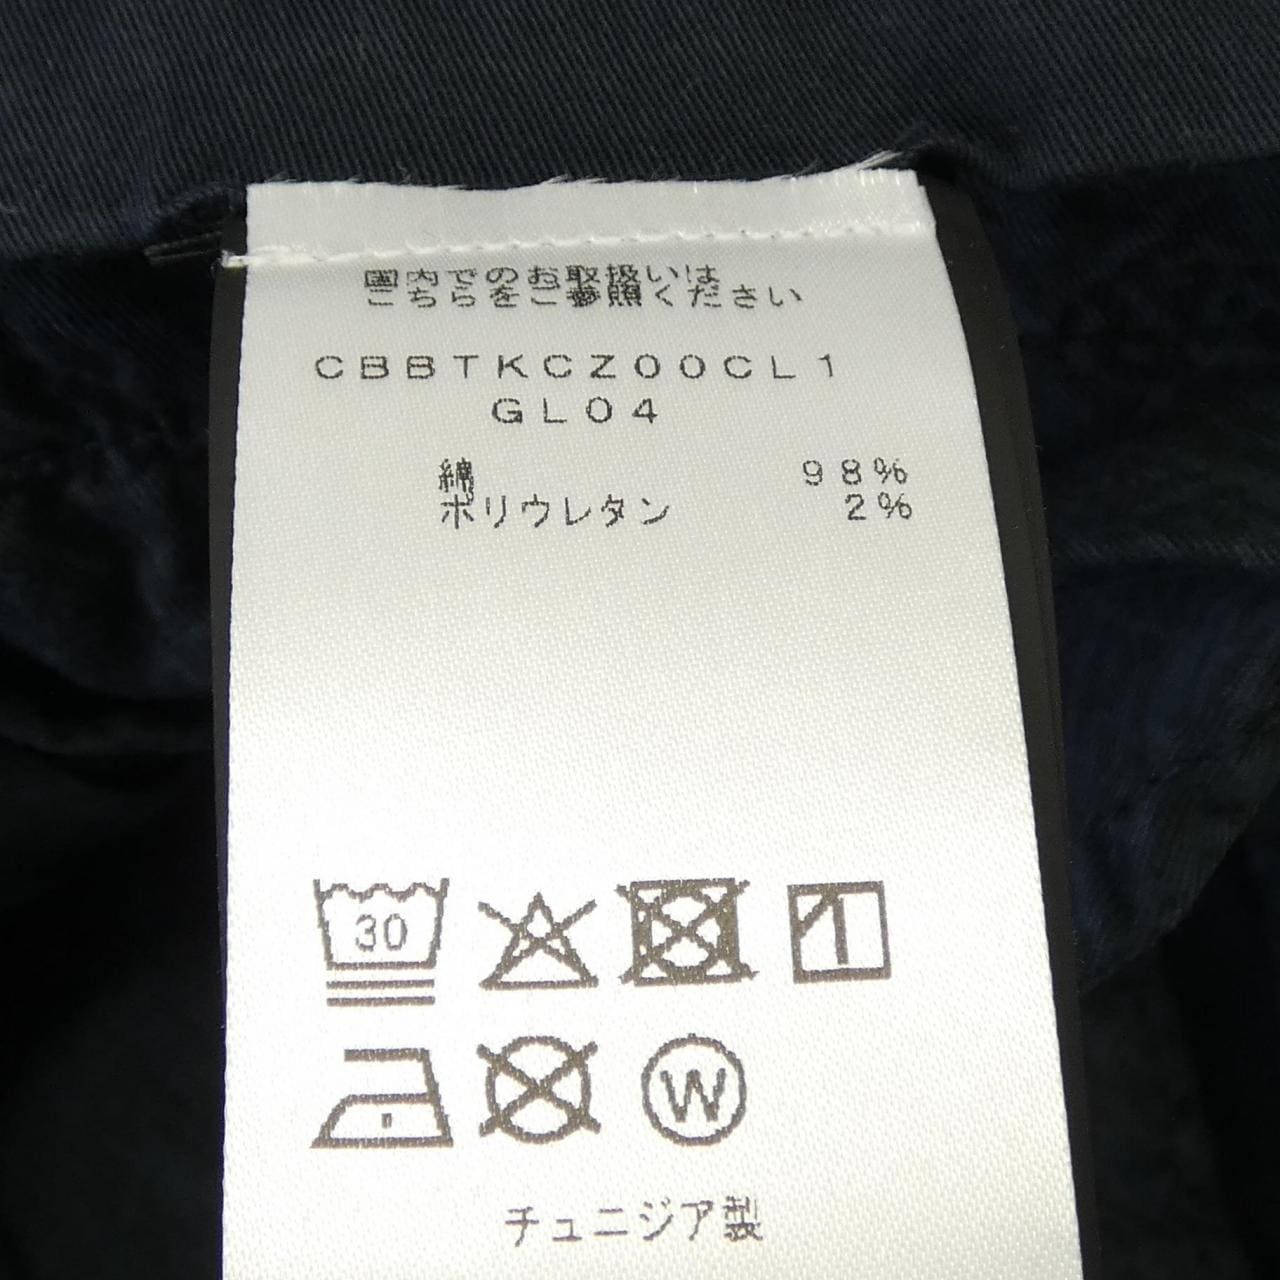 国内でのお取扱いは
こちらをご参照ください
CBBTKCZ00CL1
GL04
綿 98%
ポリウレタン 2%
30
W
チュニジア製